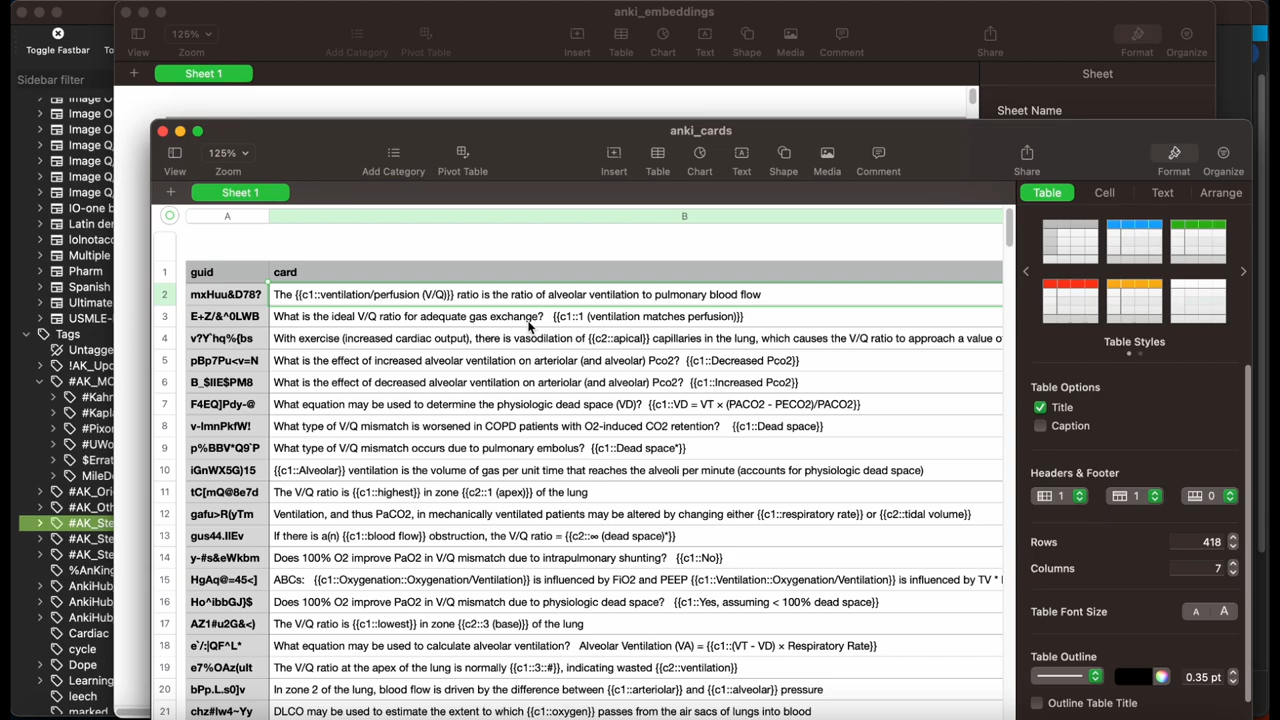 anki_embeddings
Toggle Fastbar
View
125%
Zoom
Add Category
Pivot Table
Insert
Table
Chart
Text
Shape
Media
Comment
Share
Format
Organize
Sidebar filter
+
Sheet 1
Sheet
Sheet Name
Image O
Image O
Image O
Image Q
Image Q
Image Q
Image Q
IO-one b
Latin der
lolnotacc
Multiple
Pharm
Spanish
Ultimate
USMLE-R
Tags
Untagge
!AK_Upd
#AK_MC
#Kahn
#Kapla
#Pixor
#UWo
$Errat
MileDo
#AK_Ori
#AK_Oth
#AK_Ste
#AK_Ste
#AK_Ste
%AnKing
AnkiHub
AnkiHub
AnkiHub
Cardiac
cycle
Dope
Learning
leech
marked
anki_cards
View
125%
Zoom
Add Category
Pivot Table
Insert
Table
Chart
Text
Shape
Media
Comment
Share
Format
Organize
+
Sheet 1
Table
Cell
Text
Arrange
A
B
1 guid card
2 mxHuu&D78? The {{c1::ventilation/perfusion (V/Q)}} ratio is the ratio of alveolar ventilation to pulmonary blood flow
3 E+Z/&^0LWB What is the ideal V/Q ratio for adequate gas exchange? {{c1::1 (ventilation matches perfusion)}}
4 v?Y`hq%{bs With exercise (increased cardiac output), there is vasodilation of {{c2::apical}} capillaries in the lung, which causes the V/Q ratio to approach a value o
5 pBp7Pu<v=N What is the effect of increased alveolar ventilation on arteriolar (and alveolar) Pco2? {{c1::Decreased Pco2}}
6 B_$IIE$PM8 What is the effect of decreased alveolar ventilation on arteriolar (and alveolar) Pco2? {{c1::Increased Pco2}}
7 F4EQ]Pdy-@ What equation may be used to determine the physiologic dead space (VD)? {{c1::VD = VT × (PACO2 - PECO2)/PACO2}}
8 v-lmnPkfW! What type of V/Q mismatch is worsened in COPD patients with O2-induced CO2 retention? {{c1::Dead space}}
9 p%BBV*Q9`P What type of V/Q mismatch occurs due to pulmonary embolus? {{c1::Dead space*}}
10 iGnWX5G)15 {{c1::Alveolar}} ventilation is the volume of gas per unit time that reaches the alveoli per minute (accounts for physiologic dead space)
11 tC[mQ@8e7d The V/Q ratio is {{c1::highest}} in zone {{c2::1 (apex)}} of the lung
12 gafu>R(yTm Ventilation, and thus PaCO2, in mechanically ventilated patients may be altered by changing either {{c1::respiratory rate}} or {{c2::tidal volume}}
13 gus44.IIEv If there is a(n) {{c1::blood flow}} obstruction, the V/Q ratio = {{c2::∞ (dead space)*}}
14 y-#s&eWkbm Does 100% O2 improve PaO2 in V/Q mismatch due to intrapulmonary shunting? {{c1::No}}
15 HgAq@=45<] ABCs: {{c1::Oxygenation::Oxygenation/Ventilation}} is influenced by FiO2 and PEEP {{c1::Ventilation::Oxygenation/Ventilation}} is influenced by TV *
16 Ho^ibbGJ}$ Does 100% O2 improve PaO2 in V/Q mismatch due to physiologic dead space? {{c1::Yes, assuming < 100% dead space}}
17 AZ1#u2G&<) The V/Q ratio is {{c1::lowest}} in zone {{c2::3 (base)}} of the lung
18 e`/:|QF^L* What equation may be used to calculate alveolar ventilation? Alveolar Ventilation (VA) = {{c1::(VT - VD) × Respiratory Rate}}
19 e7%OAz(ult The V/Q ratio at the apex of the lung is normally {{c1::3::#}}, indicating wasted {{c2::ventilation}}
20 bPp.L.s0]v In zone 2 of the lung, blood flow is driven by the difference between {{c1::arteriolar}} and {{c1::alveolar}} pressure
21 chz#lw4~Yy DLCO may be used to estimate the extent to which {{c1::oxygen}} passes from the air sacs of lungs into blood
Table Styles
Table Options
Title
Caption
Headers & Footer
1
1
0
Rows 418
Columns 7
Table Font Size
A A
Table Outline
0.35 pt
Outline Table Title